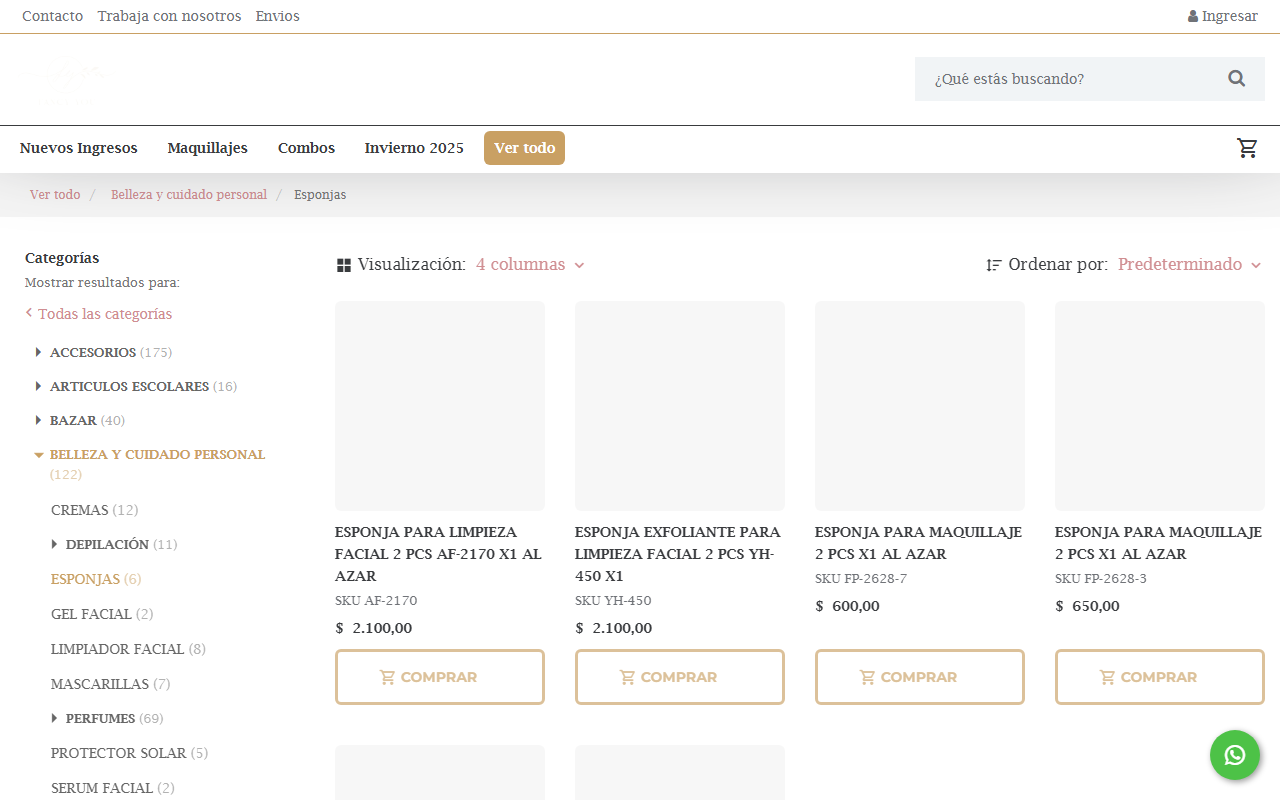 Contacto Trabaja con nosotros Envios Ingresar
¿Qué estás buscando?
Nuevos Ingresos Maquillajes Combos Invierno 2025 Ver todo
Ver todo / Belleza y cuidado personal / Esponjas
Categorías
Mostrar resultados para:
Todas las categorías
ACCESORIOS (175)
ARTICULOS ESCOLARES (16)
BAZAR (40)
BELLEZA Y CUIDADO PERSONAL
(122)
CREMAS (12)
DEPILACIÓN (11)
ESPONJAS (6)
GEL FACIAL (2)
LIMPIADOR FACIAL (8)
MASCARILLAS (7)
PERFUMES (69)
PROTECTOR SOLAR (5)
SERUM FACIAL (2)
Visualización: 4 columnas
Ordenar por: Predeterminado
ESPONJA PARA LIMPIEZA
FACIAL 2 PCS AF-2170 X1 AL
AZAR
SKU AF-2170
$ 2.100,00
COMPRAR
ESPONJA EXFOLIANTE PARA
LIMPIEZA FACIAL 2 PCS YH-
450 X1
SKU YH-450
$ 2.100,00
COMPRAR
ESPONJA PARA MAQUILLAJE
2 PCS X1 AL AZAR
SKU FP-2628-7
$ 600,00
COMPRAR
ESPONJA PARA MAQUILLAJE
2 PCS X1 AL AZAR
SKU FP-2628-3
$ 650,00
COMPRAR